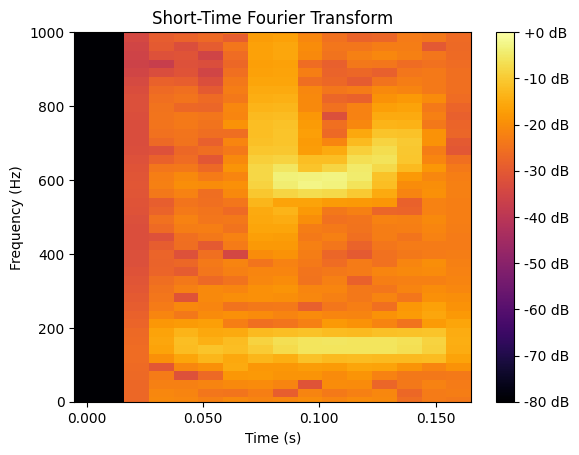 Short-Time Fourier Transform
Frequency (Hz)
1000
800
600
400
200
0
0.000
0.050
0.100
0.150
Time (s)
+0 dB
-10 dB
-20 dB
-30 dB
-40 dB
-50 dB
-60 dB
-70 dB
-80 dB